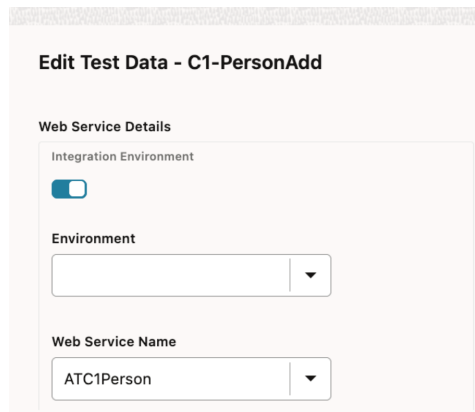 Edit Test Data - C1-PersonAdd
Web Service Details
Integration Environment
Environment
Web Service Name
ATC1Person